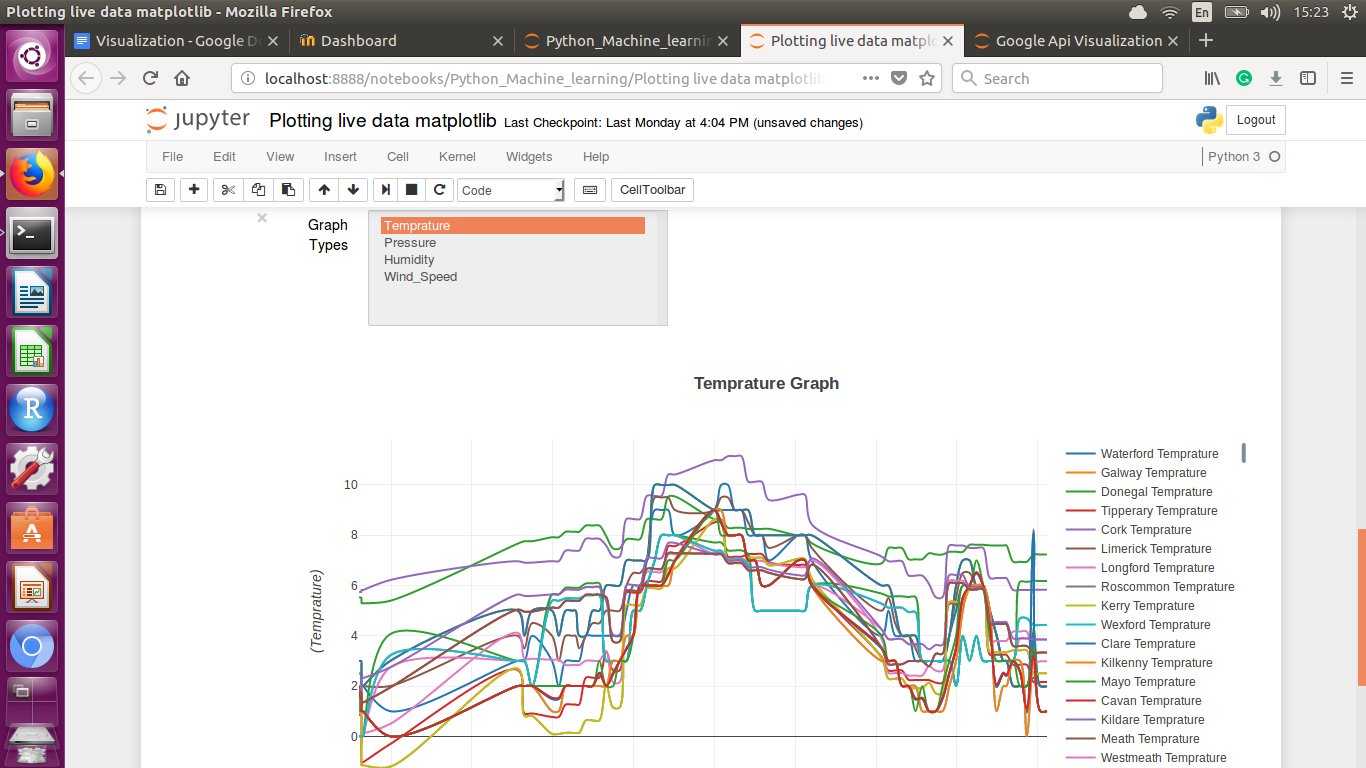 Plotting live data matplotlib - Mozilla Firefox
En
15:23
Visualization - Google D
Dashboard
Python_Machine_learni
Plotting live data matpl
Google Api Visualization
localhost:8888/notebooks/Python_Machine_learning/Plotting live data matplotlib
Search
jupyter
Plotting live data matplotlib
Last Checkpoint: Last Monday at 4:04 PM (unsaved changes)
Logout
File
Edit
View
Insert
Cell
Kernel
Widgets
Help
Python 3
Code
CellToolbar
Graph
Types
Temprature
Pressure
Humidity
Wind_Speed
Temprature Graph
(Temprature)
10
8
6
4
2
0
Waterford Temprature
Galway Temprature
Donegal Temprature
Tipperary Temprature
Cork Temprature
Limerick Temprature
Longford Temprature
Roscommon Temprature
Kerry Temprature
Wexford Temprature
Clare Temprature
Kilkenny Temprature
Mayo Temprature
Cavan Temprature
Kildare Temprature
Meath Temprature
Westmeath Temprature
R
A